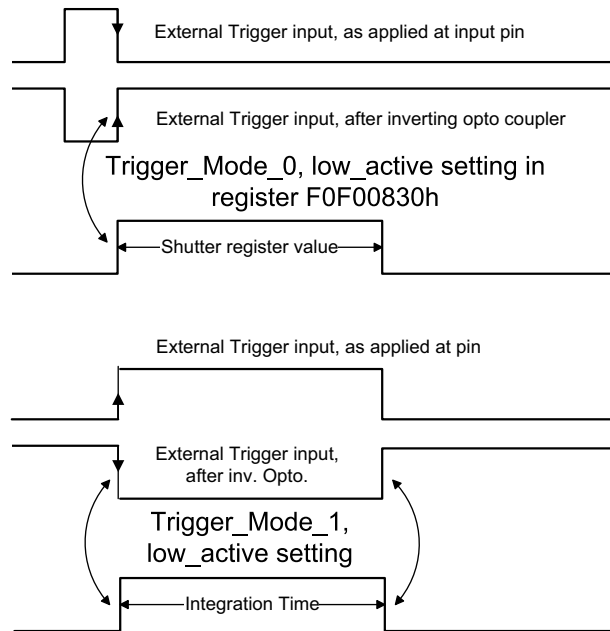 External Trigger input, as applied at input pin
External Trigger input, after inverting opto coupler
Trigger_Mode_0, low_active setting in
register F0F00830h
Shutter register value
External Trigger input, as applied at pin
External Trigger input,
after inv. Opto.
Trigger_Mode_1,
low_active setting
Integration Time